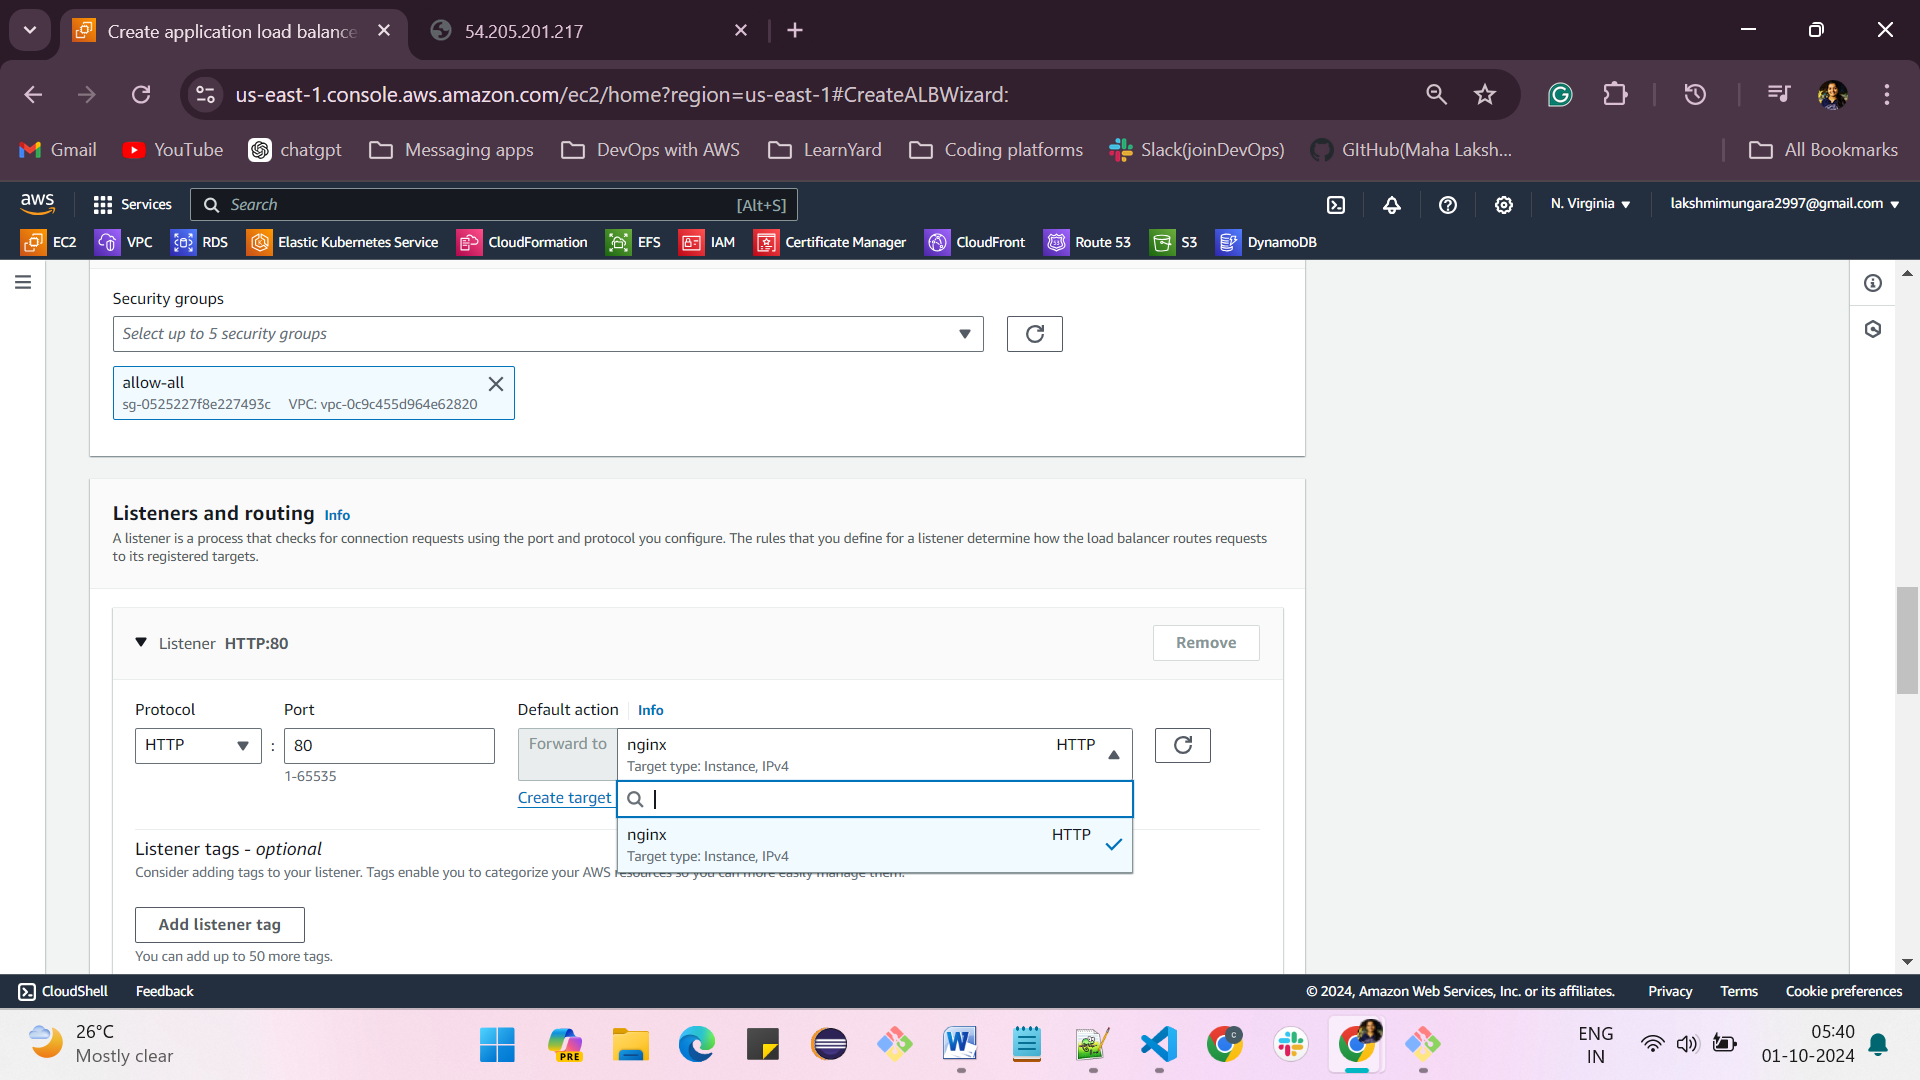 Create application load balance
54.205.201.217
us-east-1.console.aws.amazon.com/ec2/home?region=us-east-1#CreateALBWizard:
Gmail YouTube chatgpt Messaging apps DevOps with AWS LearnYard Coding platforms Slack(joinDevOps) GItHub(Maha Laksh... All Bookmarks
aws Services Search [Alt+S] N. Virginia lakshmimungara2997@gmail.com
EC2 VPC RDS Elastic Kubernetes Service CloudFormation EFS IAM Certificate Manager CloudFront Route 53 S3 DynamoDB
Security groups
Select up to 5 security groups
allow-all
sg-0525227f8e227493c VPC: vpc-0c9c455d964e62820
Listeners and routing Info
A listener is a process that checks for connection requests using the port and protocol you configure. The rules that you define for a listener determine how the load balancer routes requests
to its registered targets.
Listener HTTP:80 Remove
Protocol Port Default action Info
HTTP : 80 Forward to nginx HTTP
Target type: Instance, IPv4
1-65535
Create target
nginx HTTP
Target type: Instance, IPv4
Listener tags - optional
Consider adding tags to your listener. Tags enable you to categorize your AWS resources so you can more easily manage them.
Add listener tag
You can add up to 50 more tags.
CloudShell Feedback © 2024, Amazon Web Services, Inc. or its affiliates. Privacy Terms Cookie preferences
26°C
Mostly clear
PRE
ENG
IN
05:40
01-10-2024